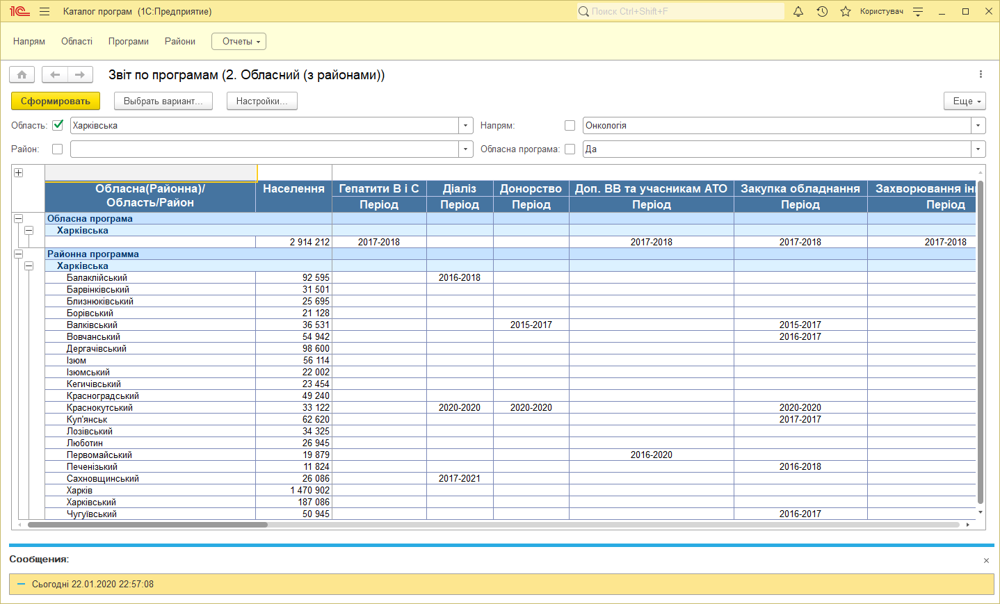 1С Каталог програм (1С:Предприятие) Поиск Ctrl+Shift+F Користувач
Напрям Області Програми Райони Отчеты
Звіт по програмам (2. Обласний (з районами))
Сформировать Выбрать вариант... Настройки... Еще
Область: Харківська Напрям: Онкологія
Район: Обласна програма: Да
Обласна(Районна)/ Населення Гепатити В і С Діаліз Донорство Доп. ВВ та учасникам АТО Закупка обладнання Захворювання ін
Область/Район Період Період Період Період Період Період
Обласна програма
Харківська
2 914 212 2017-2018 2017-2018 2017-2018 2017-2018
Районна программа
Харківська
Балаклійський 92 595 2016-2018
Барвінківський 31 501
Близнюківський 25 695
Борівський 21 128
Валківський 36 531 2015-2017 2015-2017
Вовчанський 54 942 2016-2017
Дергачівський 98 600
Ізюм 56 114
Ізюмський 22 002
Кегичівський 23 454
Красноградський 49 240
Краснокутський 33 122 2020-2020 2020-2020 2020-2020
Куп'янськ 62 620 2017-2017
Лозівський 34 325
Люботин 26 945
Первомайський 19 879 2016-2020
Печенізький 11 824 2016-2018
Сахновщинський 26 086 2017-2021
Харків 1 470 902
Харківський 187 086
Чугуївський 50 945 2016-2017
Сообщения:
Сьогодні 22.01.2020 22:57:08